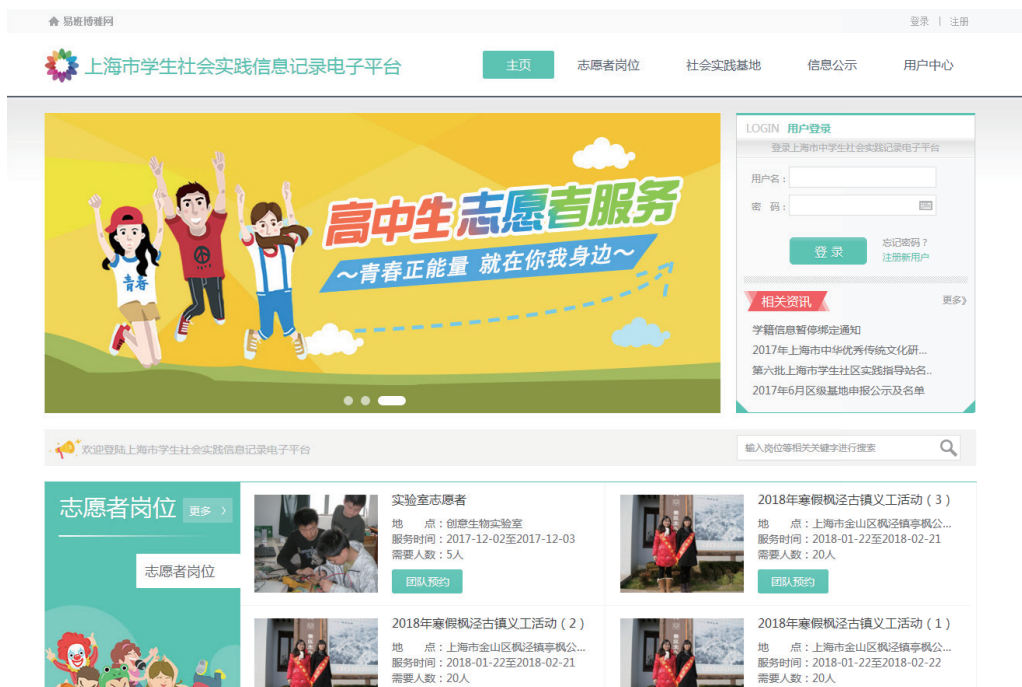 易班博雅网
登录 | 注册
上海市学生社会实践信息记录电子平台
主页 志愿者岗位 社会实践基地 信息公示 用户中心
高中生志愿者服务
～青春正能量 就在你我身边～
青春
LOGIN 用户登录
登录上海市中学生社会实践记录电子平台
用户名：
密 码：
登录
忘记密码？
注册新用户
相关资讯
更多》
学籍信息暂停绑定通知
2017年上海市中华优秀传统文化研...
第六批上海市学生社区实践指导站名..
2017年6月区级基地申报公示及名单
欢迎登陆上海市学生社会实践信息记录电子平台
输入岗位等相关关键字进行搜索
志愿者岗位 更多 〉
志愿者岗位
实验室志愿者
地 点：创意生物实验室
服务时间：2017-12-02至2017-12-03
需要人数：5人
团队预约
2018年寒假枫泾古镇义工活动（3）
地 点：上海市金山区枫泾镇亭枫公...
服务时间：2018-01-22至2018-02-21
需要人数：20人
团队预约
2018年寒假枫泾古镇义工活动（2）
地 点：上海市金山区枫泾镇亭枫公...
服务时间：2018-01-22至2018-02-21
需要人数：20人
2018年寒假枫泾古镇义工活动（1）
地 点：上海市金山区枫泾镇亭枫公...
服务时间：2018-01-22至2018-02-22
需要人数：20人